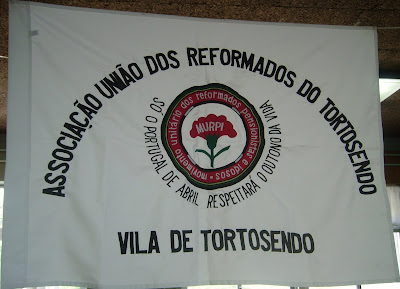 ASSOCIAÇÃO UNIÃO DOS REFORMADOS DO TORTOSENDO
movimento unitário dos reformados pensionistas e idosos
MURPI
SO O PORTUGAL DE ABRIL RESPEITARÁ O OUTONO DA VIDA
VILA DE TORTOSENDO